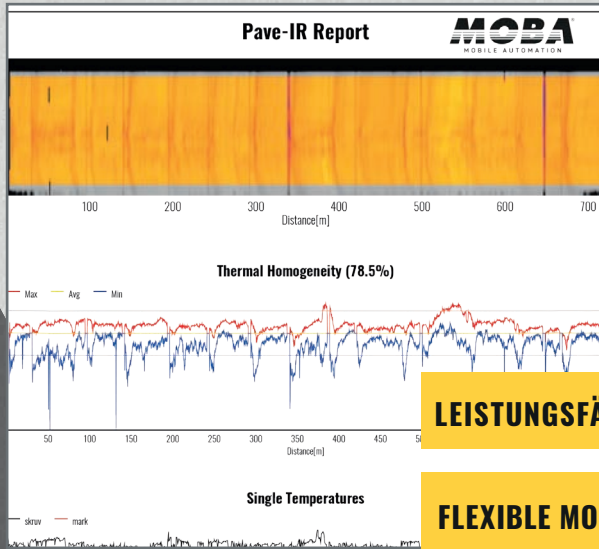 Pave-IR Report
MOBA
MOBILE AUTOMATION
100 200 300 400 500 600 700
Distance[m]
Thermal Homogeneity (78.5%)
Max Avg Min
50 100 150 200 250 300 350 400 450
Distance[m]
LEISTUNGSFÄ
Single Temperatures
skruv mark
FLEXIBLE MO